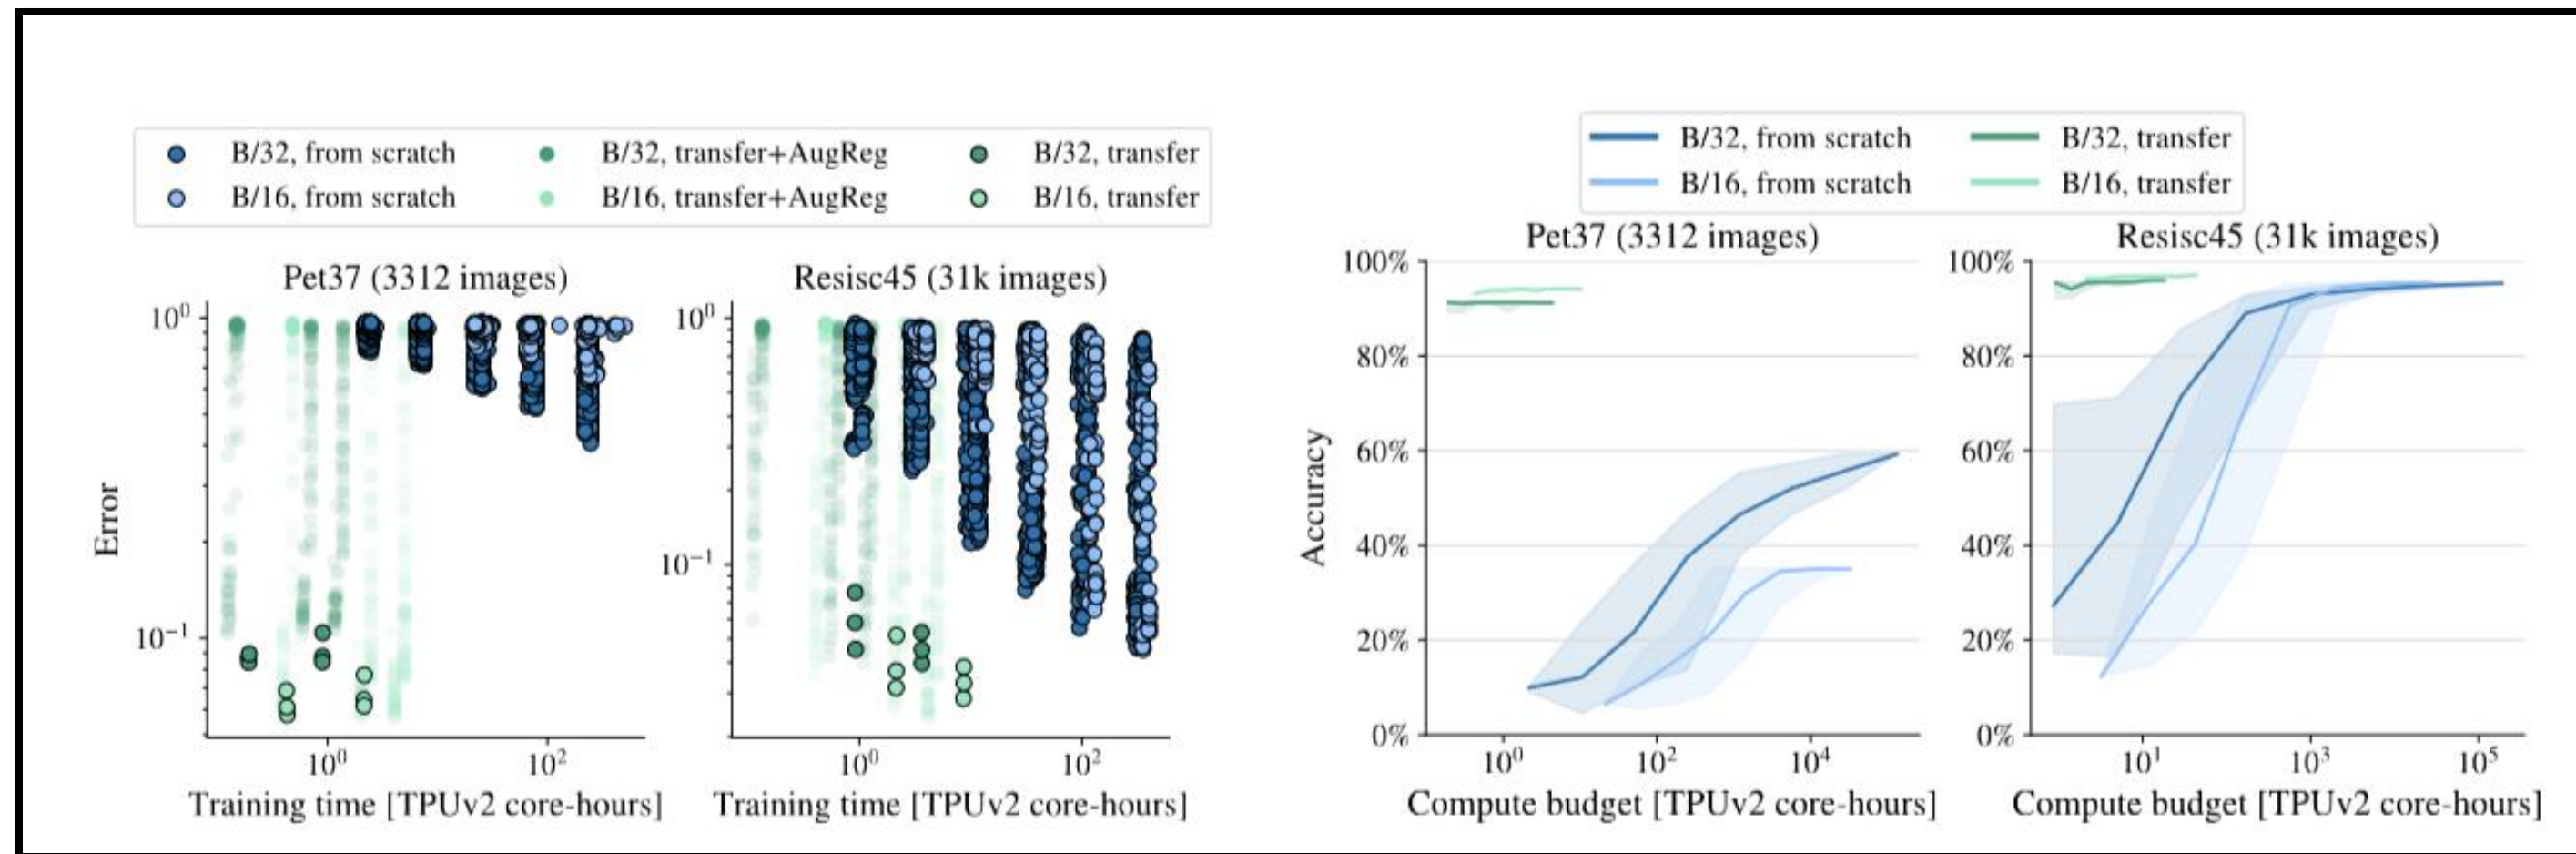 B/32, from scratch B/32, transfer+AugReg B/32, transfer
B/16, from scratch B/16, transfer+AugReg B/16, transfer
Pet37 (3312 images)
10⁰
10⁻¹
Error
10⁰ 10²
Training time [TPUv2 core-hours]
Resisc45 (31k images)
10⁰
10⁻¹
10⁰ 10²
Training time [TPUv2 core-hours]
B/32, from scratch B/32, transfer
B/16, from scratch B/16, transfer
Pet37 (3312 images)
100%
80%
60%
40%
20%
0%
Accuracy
10⁰ 10² 10⁴
Compute budget [TPUv2 core-hours]
Resisc45 (31k images)
100%
80%
60%
40%
20%
0%
10¹ 10³ 10⁵
Compute budget [TPUv2 core-hours]